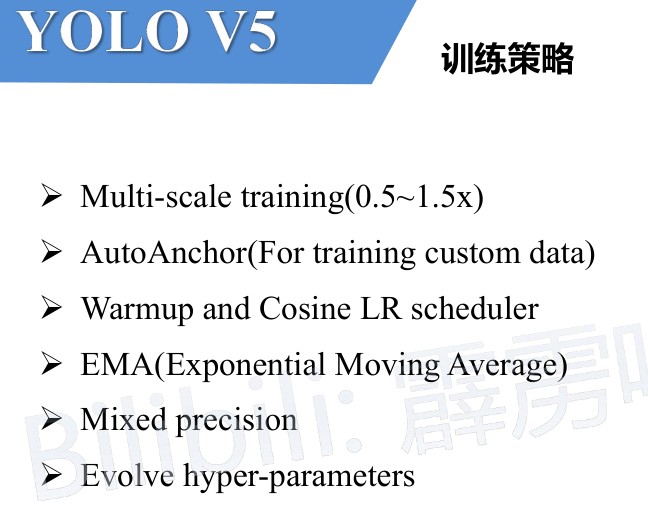 YOLO V5
训练策略
➢ Multi-scale training(0.5~1.5x)
➢ AutoAnchor(For training custom data)
➢ Warmup and Cosine LR scheduler
➢ EMA(Exponential Moving Average)
➢ Mixed precision
➢ Evolve hyper-parameters
Bilibili: 霹雳